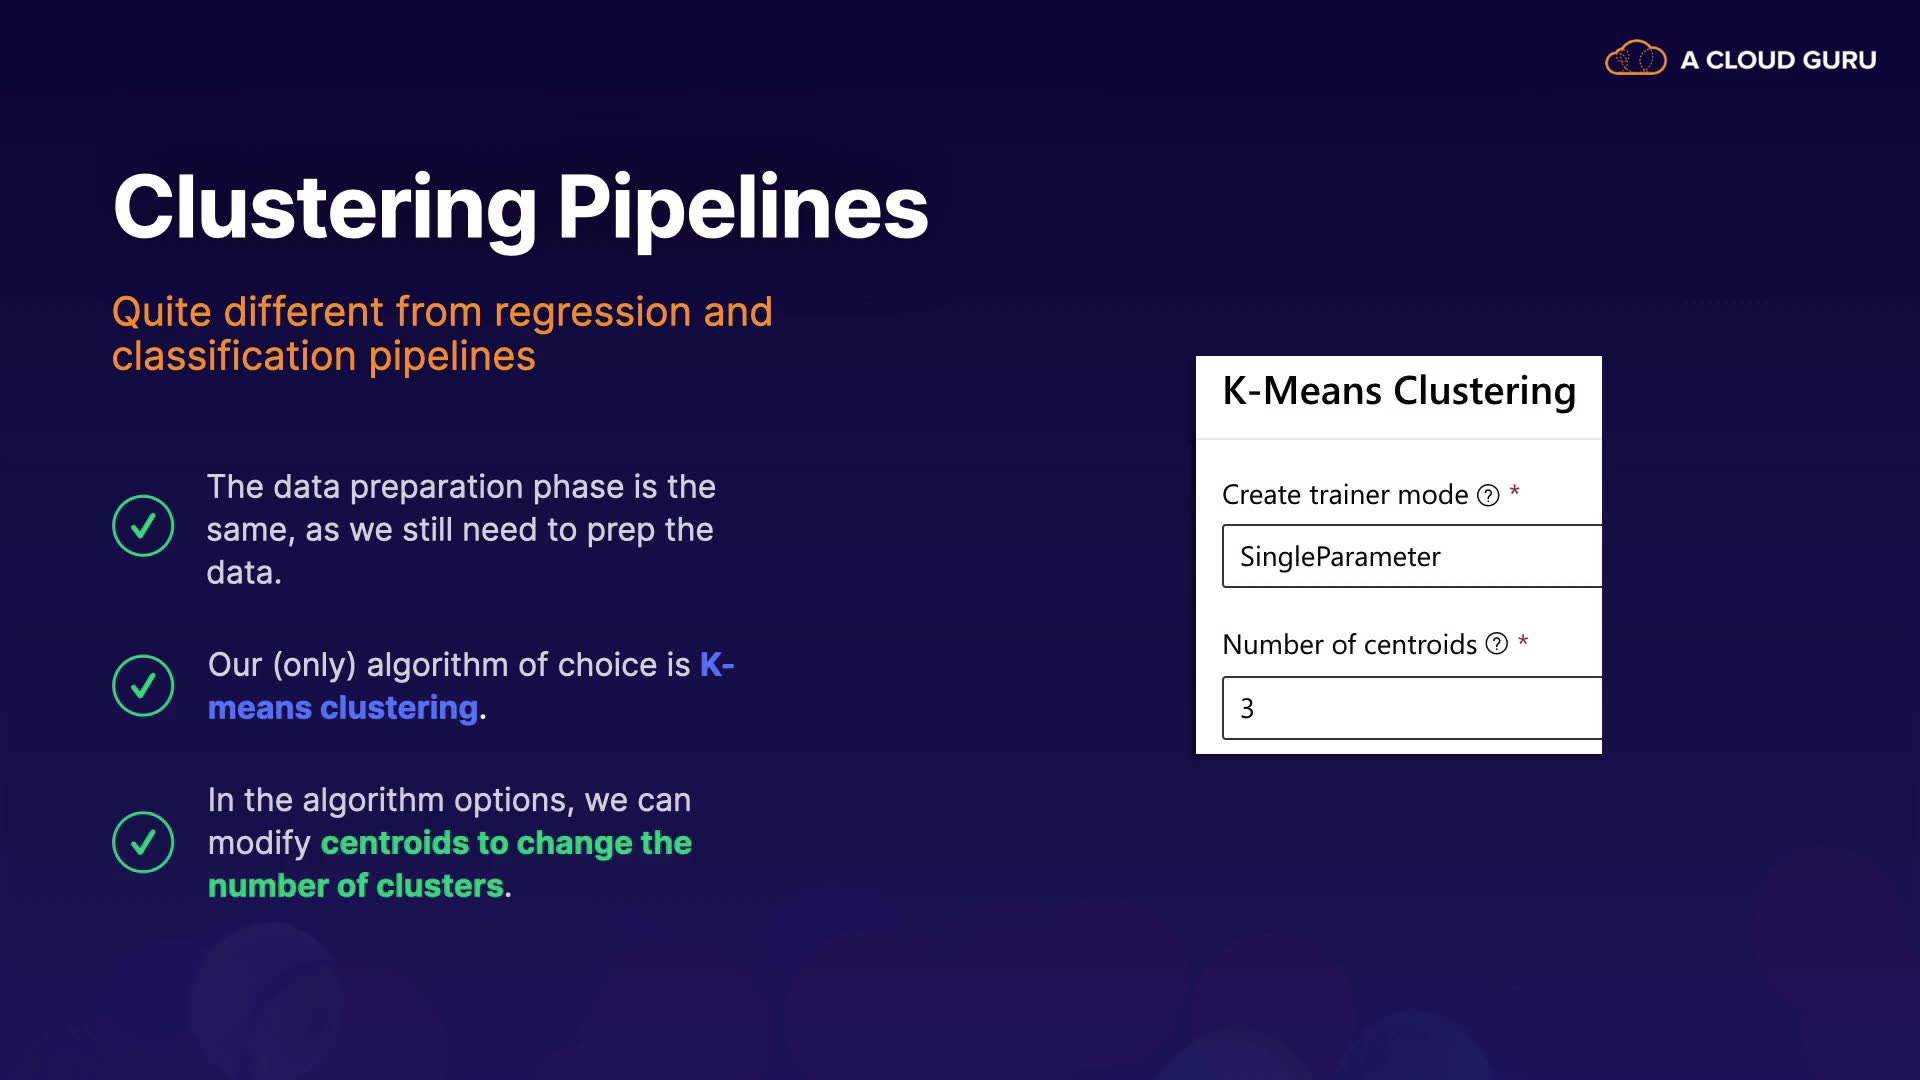 A CLOUD GURU
Clustering Pipelines
Quite different from regression and
classification pipelines
The data preparation phase is the
same, as we still need to prep the
data.
Our (only) algorithm of choice is K-
means clustering.
In the algorithm options, we can
modify centroids to change the
number of clusters.
K-Means Clustering
Create trainer mode ? *
SingleParameter
Number of centroids ? *
3